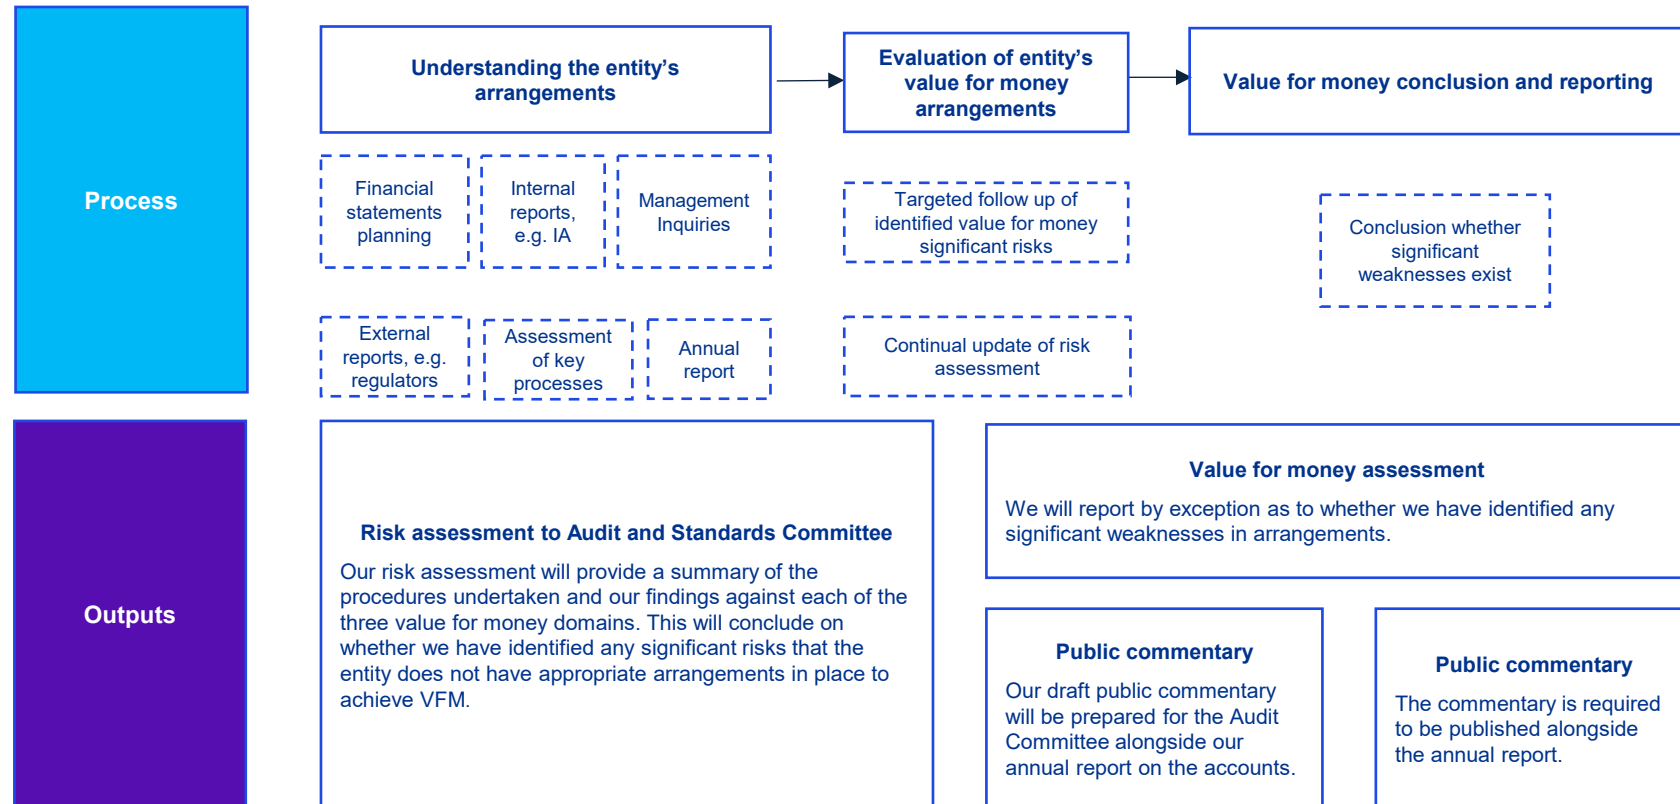 Process
Understanding the entity’s
arrangements
Evaluation of entity’s
value for money
arrangements
Value for money conclusion and reporting
Financial
statements
planning
Internal
reports,
e.g. IA
Management
Inquiries
Targeted follow up of
identified value for money
significant risks
Conclusion whether
significant
weaknesses exist
External
reports, e.g.
regulators
Assessment
of key
processes
Annual
report
Continual update of risk
assessment
Outputs
Risk assessment to Audit and Standards Committee
Our risk assessment will provide a summary of the
procedures undertaken and our findings against each of the
three value for money domains. This will conclude on
whether we have identified any significant risks that the
entity does not have appropriate arrangements in place to
achieve VFM.
Value for money assessment
We will report by exception as to whether we have identified any
significant weaknesses in arrangements.
Public commentary
Our draft public commentary
will be prepared for the Audit
Committee alongside our
annual report on the accounts.
Public commentary
The commentary is required
to be published alongside
the annual report.